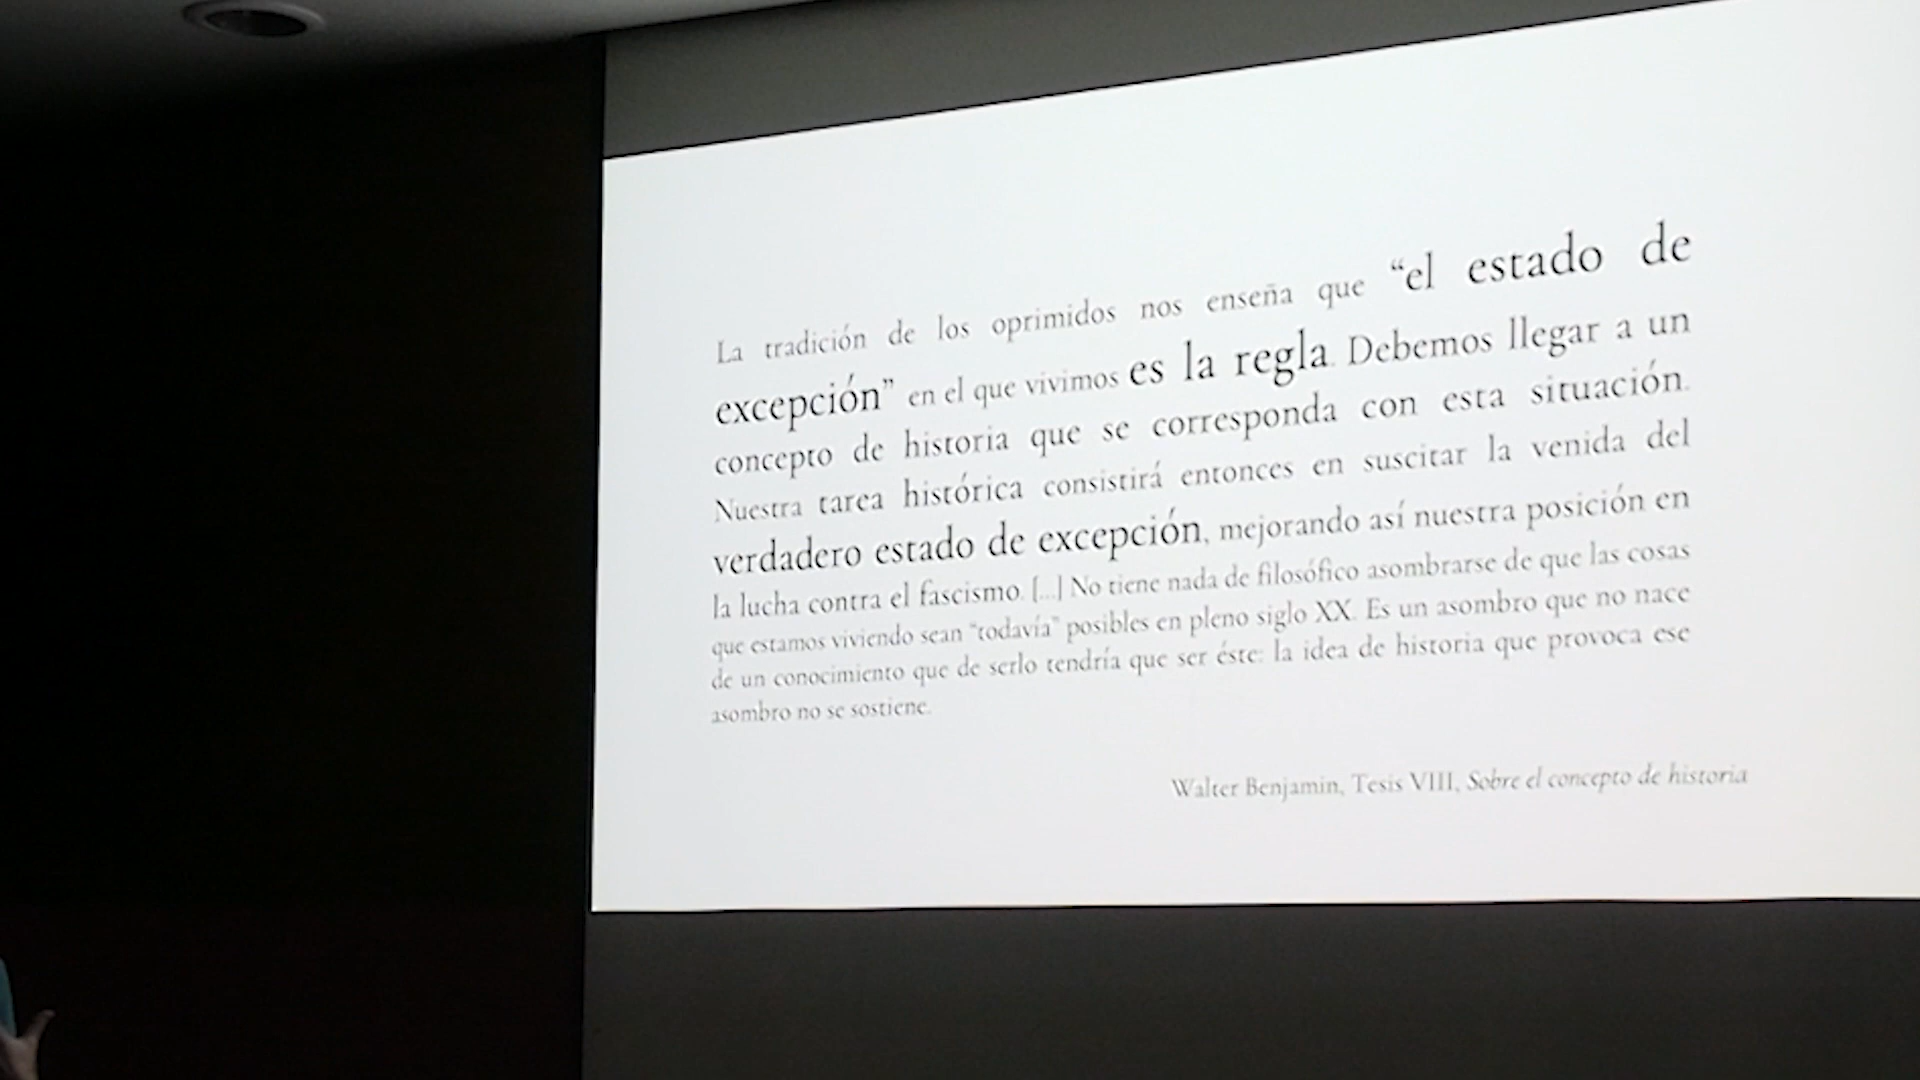 La tradición de los oprimidos nos enseña que “el estado de
excepción” en el que vivimos es la regla. Debemos llegar a un
concepto de historia que se corresponda con esta situación.
Nuestra tarea histórica consistirá entonces en suscitar la venida del
verdadero estado de excepción, mejorando así nuestra posición en
la lucha contra el fascismo. [...] No tiene nada de filosófico asombrarse de que las cosas
que estamos viviendo sean “todavía” posibles en pleno siglo XX. Es un asombro que no nace
de un conocimiento que de serlo tendría que ser éste: la idea de historia que provoca ese
asombro no se sostiene.
Walter Benjamin, Tesis VIII, Sobre el concepto de historia